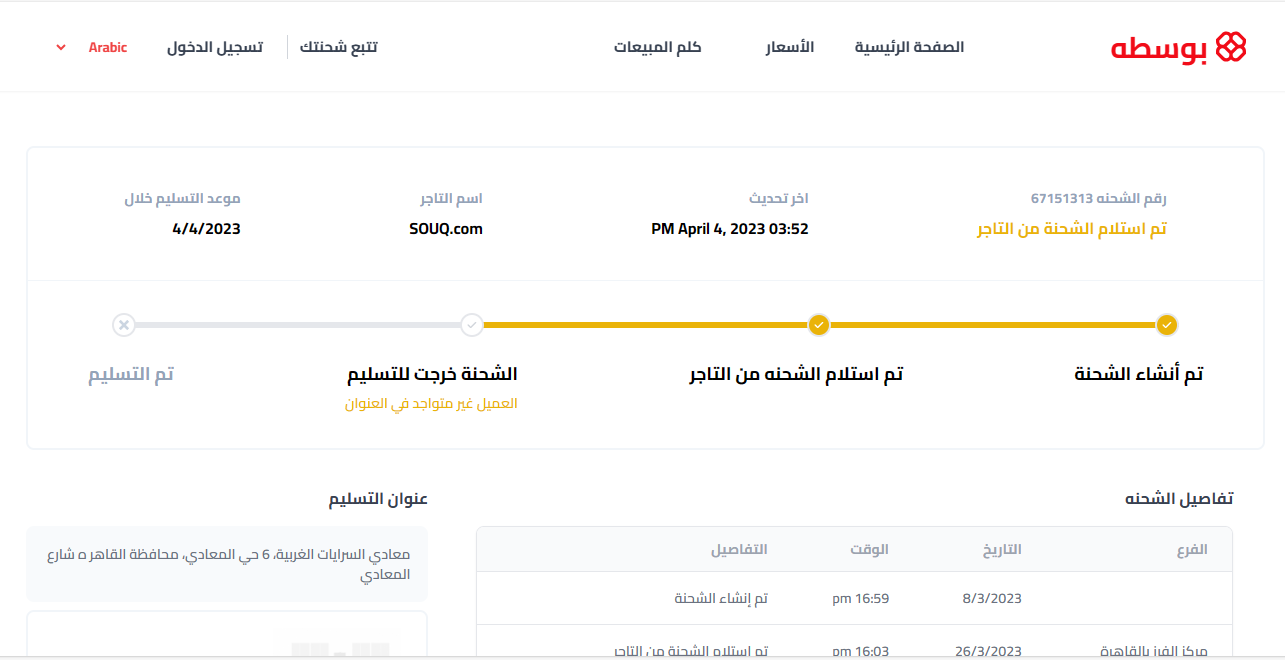 بوسطه
الصفحة الرئيسية
الأسعار
كلم المبيعات
تتبع شحنتك
تسجيل الدخول
Arabic
رقم الشحنه 67151313
تم استلام الشحنة من التاجر
اخر تحديث
PM April 4, 2023 03:52
اسم التاجر
SOUQ.com
موعد التسليم خلال
4/4/2023
تم أنشاء الشحنة
تم استلام الشحنه من التاجر
الشحنة خرجت للتسليم
العميل غير متواجد في العنوان
تم التسليم
تفاصيل الشحنه
الفرع
التاريخ
الوقت
التفاصيل
8/3/2023
16:59 pm
تم إنشاء الشحنة
مركز الفرز بالقاهرة
26/3/2023
16:03 pm
تم استلام الشحنة من التاجر
عنوان التسليم
معادي السرايات الغربية، 6 حي المعادي، محافظة القاهر ه شارع
المعادي